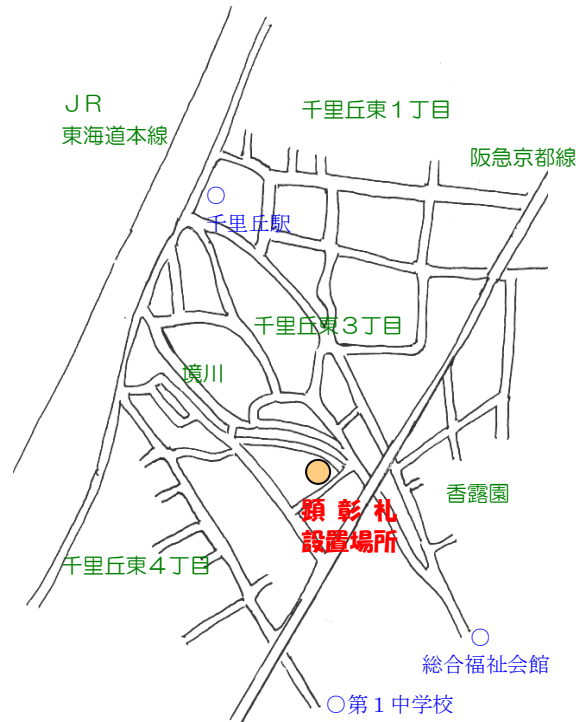 ＪＲ
東海道本線
千里丘東１丁目
阪急京都線
○
千里丘駅
千里丘東３丁目
境川
香露園
顕彰札
設置場所
千里丘東４丁目
○
総合福祉会館
○第１中学校